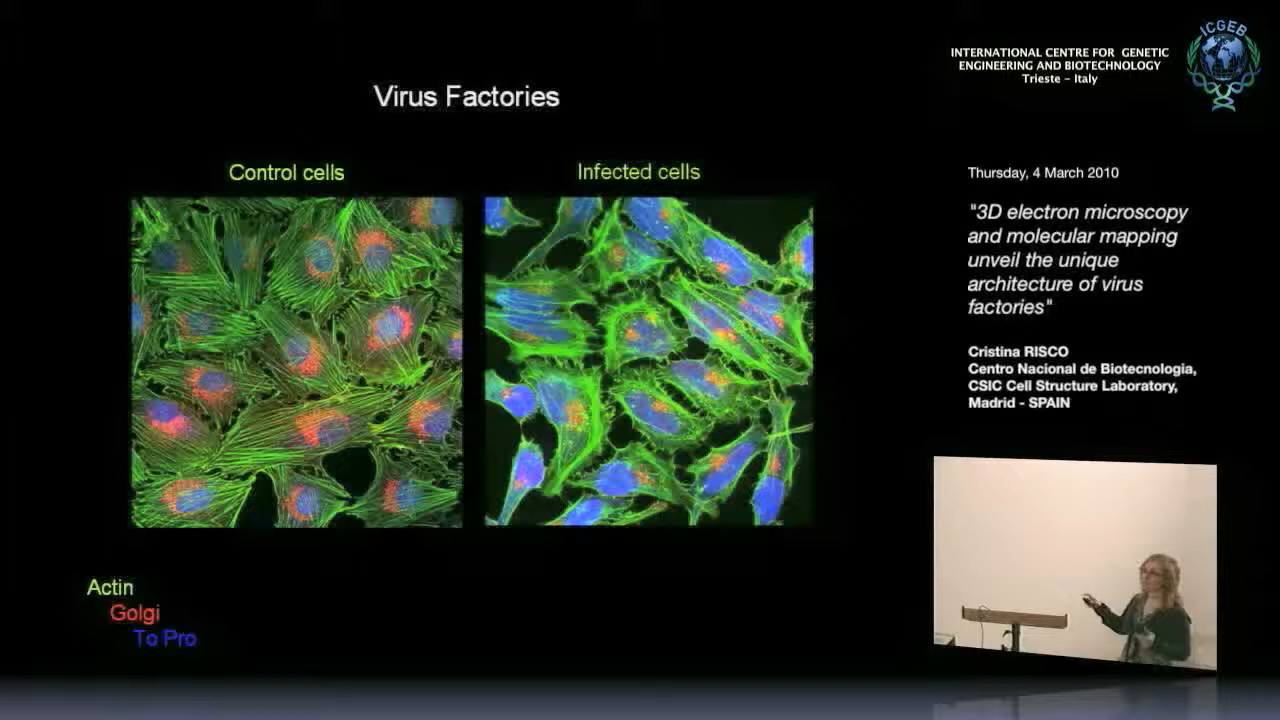 Virus Factories
Control cells
Infected cells
Actin
Golgi
To Pro
INTERNATIONAL CENTRE FOR GENETIC
ENGINEERING AND BIOTECHNOLOGY
Trieste – Italy
ICGEB
Thursday, 4 March 2010
"3D electron microscopy
and molecular mapping
unveil the unique
architecture of virus
factories"
Cristina RISCO
Centro Nacional de Biotecnologia,
CSIC Cell Structure Laboratory,
Madrid - SPAIN